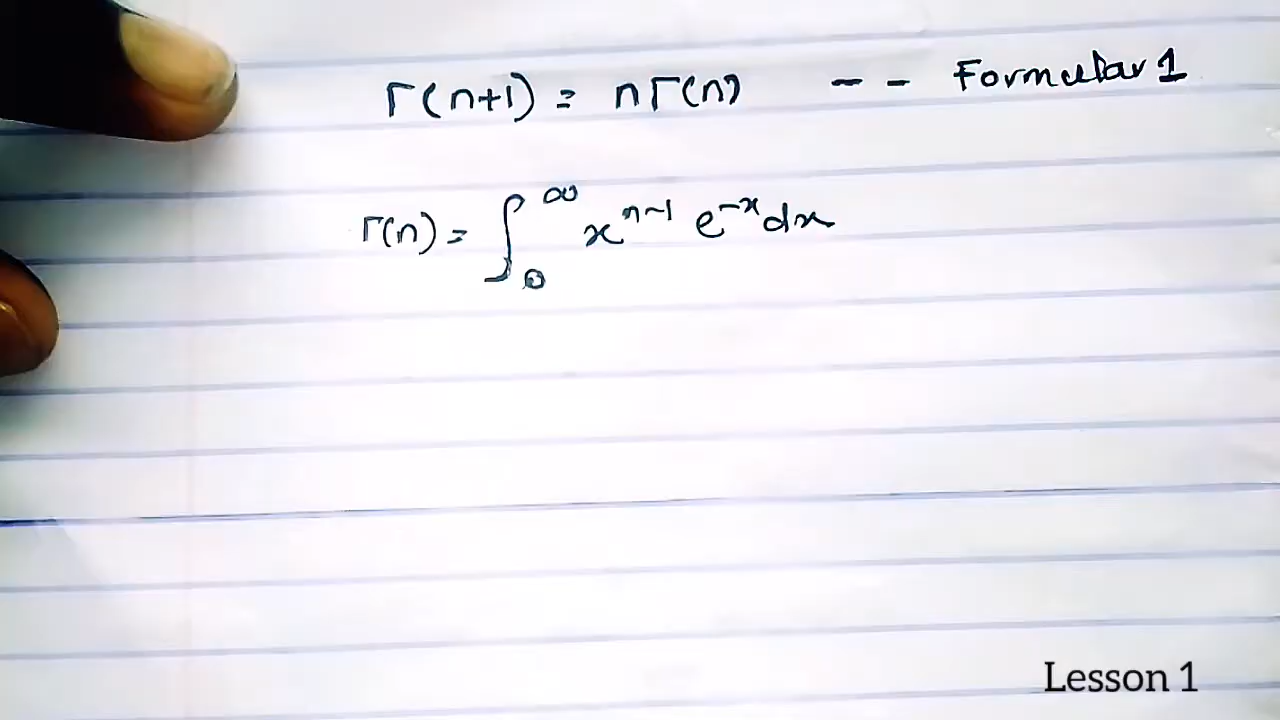 Γ(n+1) = nΓ(n) -- Formular 1
Γ(n) = ∫₀^∞ x^{n-1} e^{-x} dx
Lesson 1